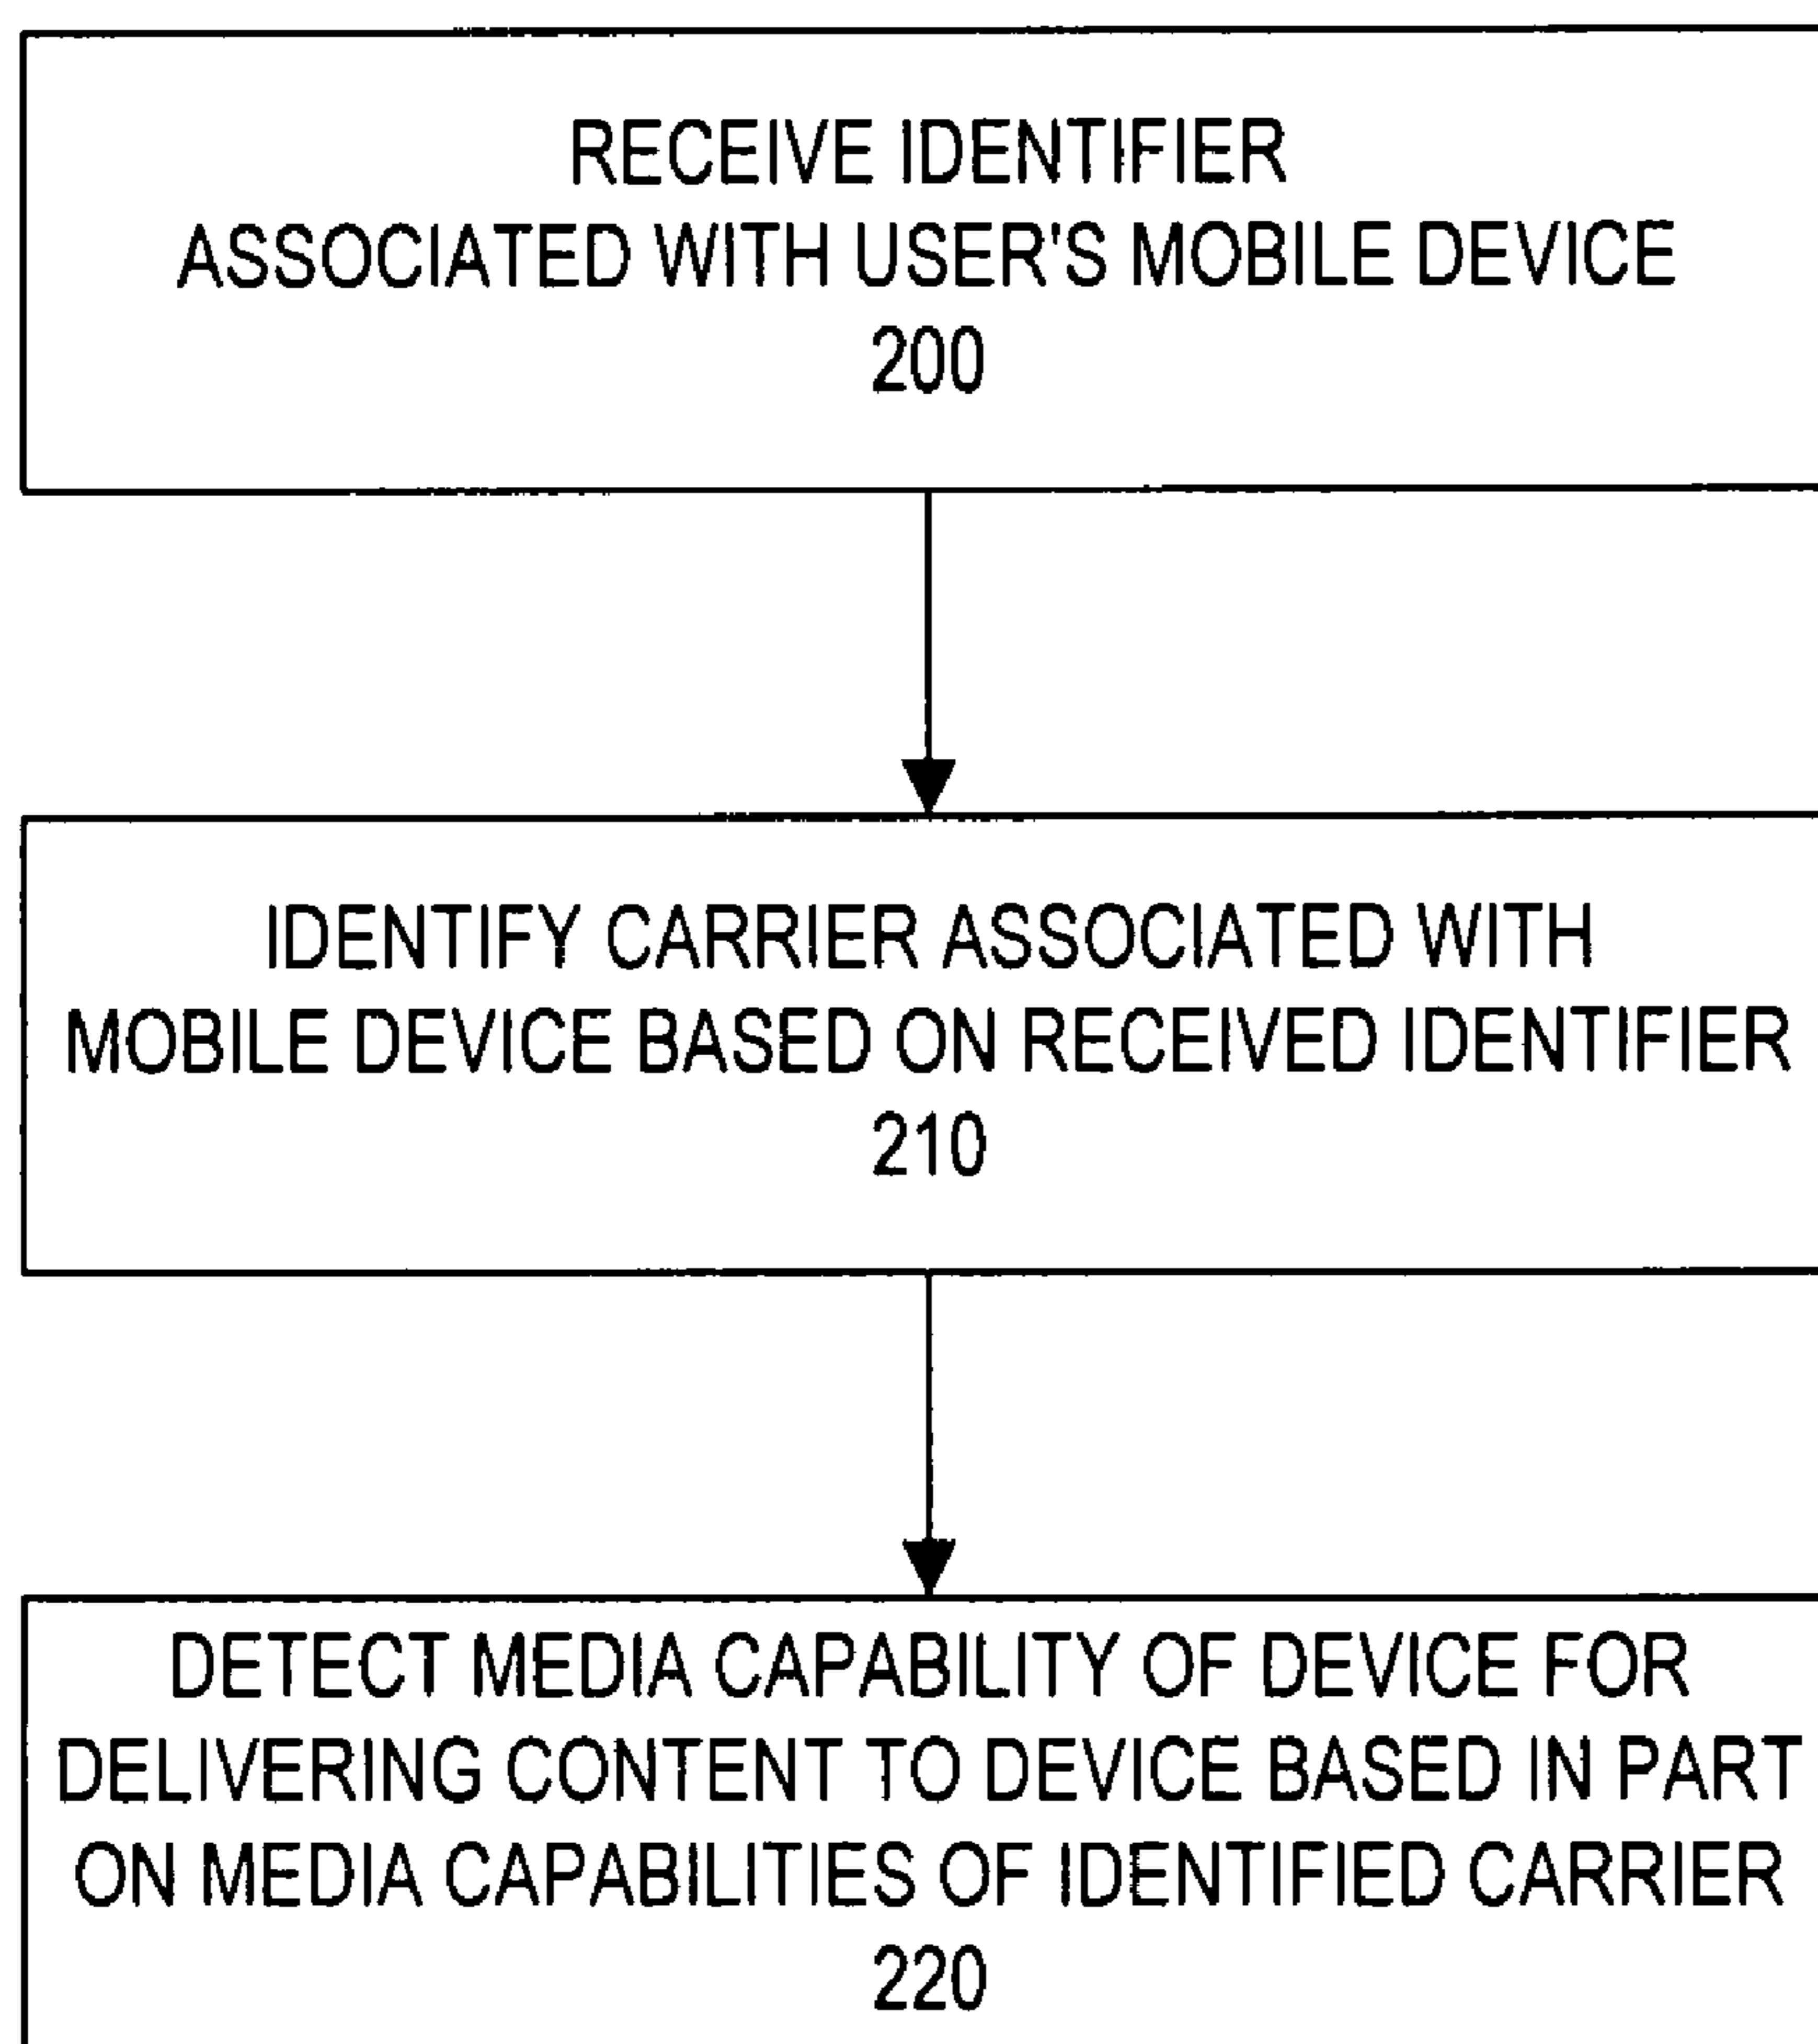 RECEIVE IDENTIFIER
ASSOCIATED WITH USER'S MOBILE DEVICE
200
IDENTIFY CARRIER ASSOCIATED WITH
MOBILE DEVICE BASED ON RECEIVED IDENTIFIER
210
DETECT MEDIA CAPABILITY OF DEVICE FOR
DELIVERING CONTENT TO DEVICE BASED IN PART
ON MEDIA CAPABILITIES OF IDENTIFIED CARRIER
220